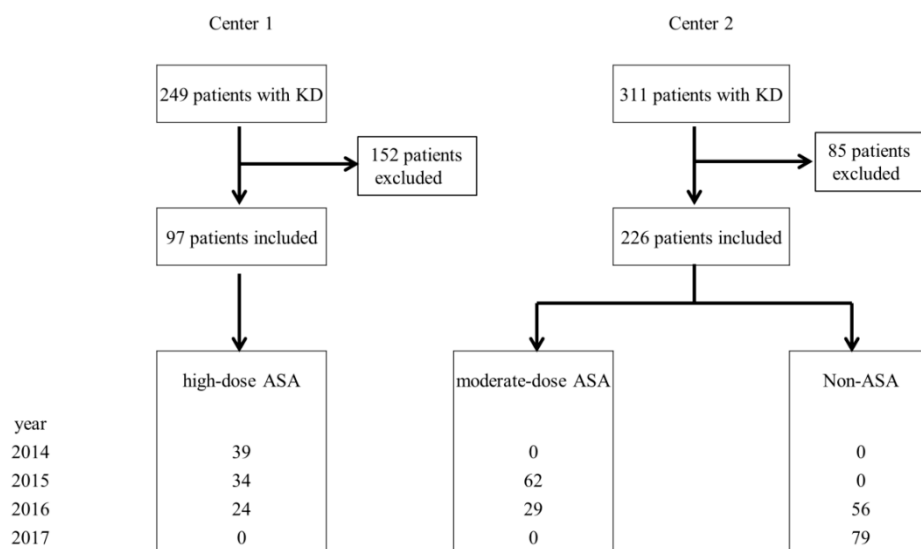 Center 1 Center 2
249 patients with KD 311 patients with KD
152 patients
excluded
85 patients
excluded
97 patients included 226 patients included
high-dose ASA moderate-dose ASA Non-ASA
year
2014 39 0 0
2015 34 62 0
2016 24 29 56
2017 0 0 79